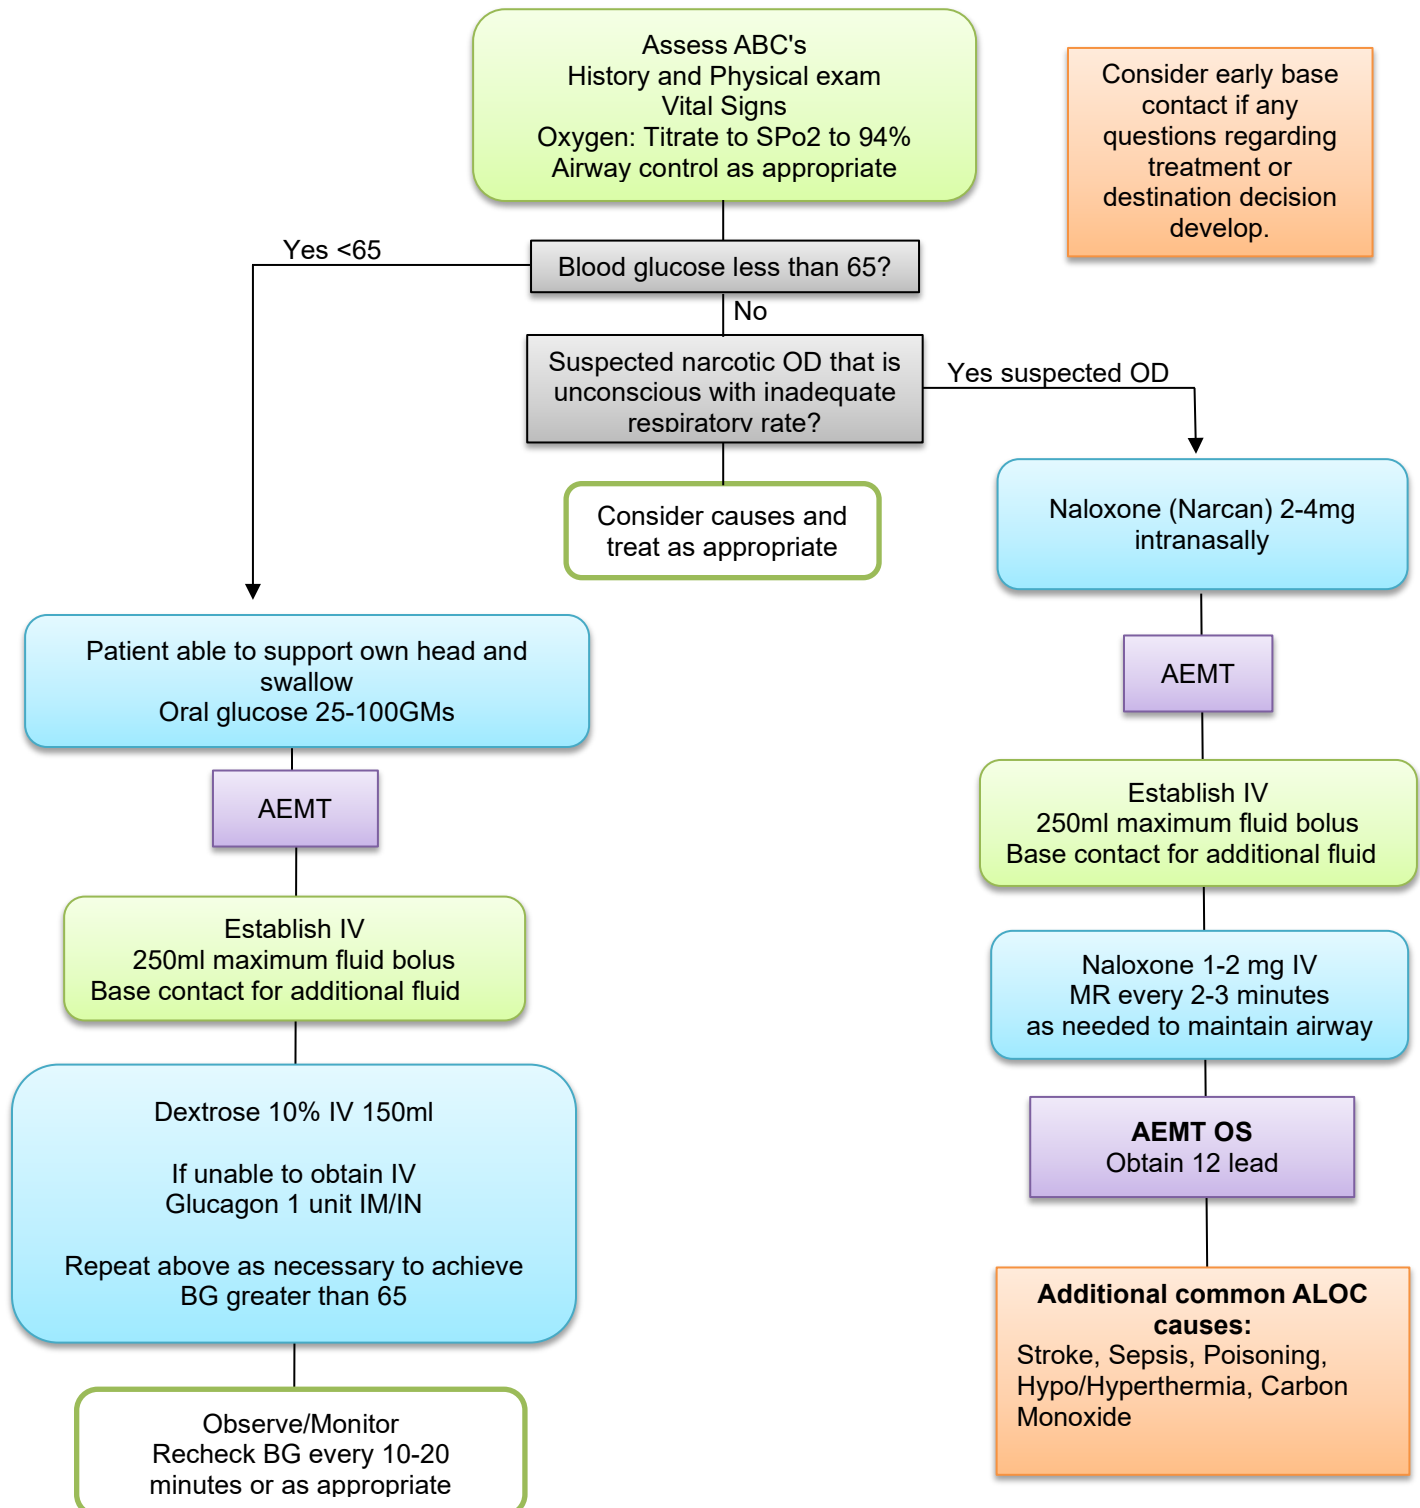 Assess ABC's
History and Physical exam
Vital Signs
Oxygen: Titrate to SPo2 to 94%
Airway control as appropriate
Consider early base
contact if any
questions regarding
treatment or
destination decision
develop.
Yes <65
Blood glucose less than 65?
No
Suspected narcotic OD that is
unconscious with inadequate
respiratory rate?
Yes suspected OD
Consider causes and
treat as appropriate
Naloxone (Narcan) 2-4mg
intranasally
Patient able to support own head and
swallow
Oral glucose 25-100GMs
AEMT
AEMT
Establish IV
250ml maximum fluid bolus
Base contact for additional fluid
Establish IV
250ml maximum fluid bolus
Base contact for additional fluid
Naloxone 1-2 mg IV
MR every 2-3 minutes
as needed to maintain airway
Dextrose 10% IV 150ml
If unable to obtain IV
Glucagon 1 unit IM/IN
Repeat above as necessary to achieve
BG greater than 65
AEMT OS
Obtain 12 lead
Additional common ALOC
causes:
Stroke, Sepsis, Poisoning,
Hypo/Hyperthermia, Carbon
Monoxide
Observe/Monitor
Recheck BG every 10-20
minutes or as appropriate